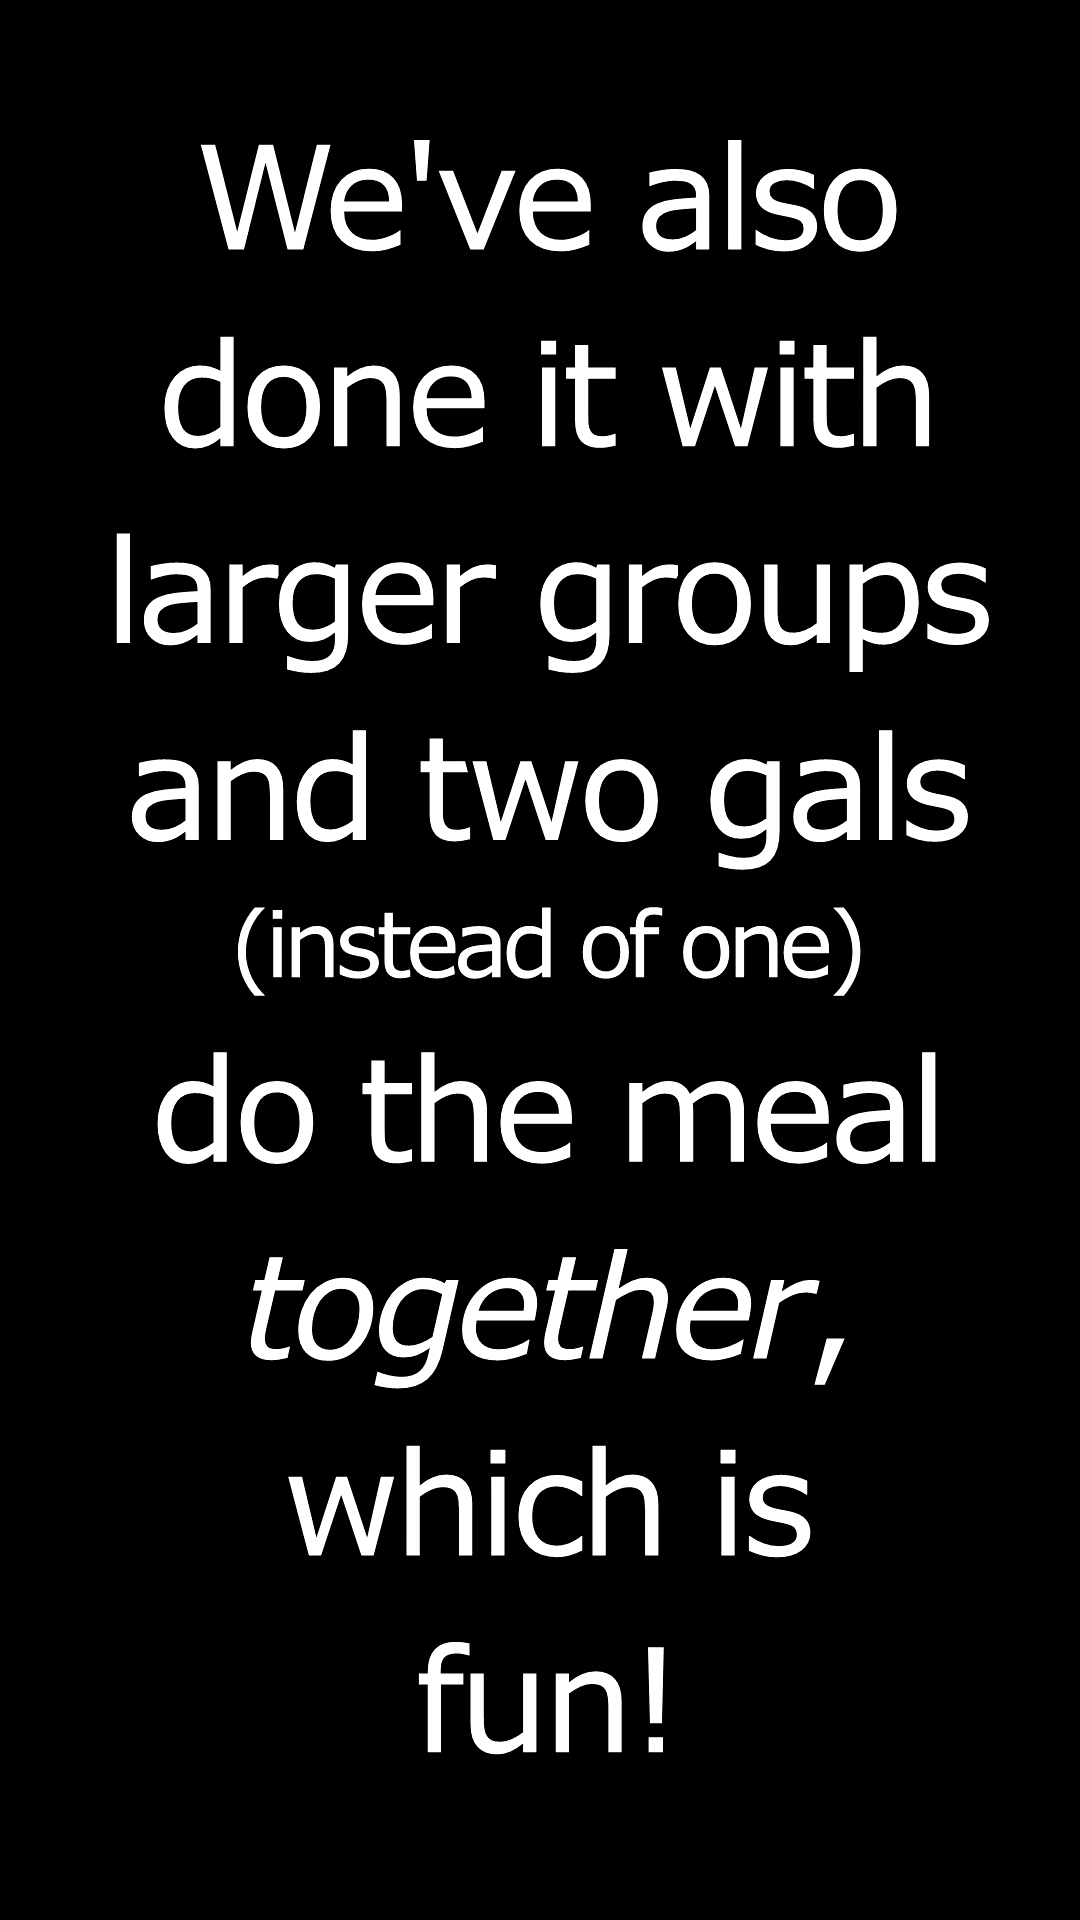 We've also
done it with
larger groups
and two gals
(instead of one)
do the meal
together,
which is
fun!